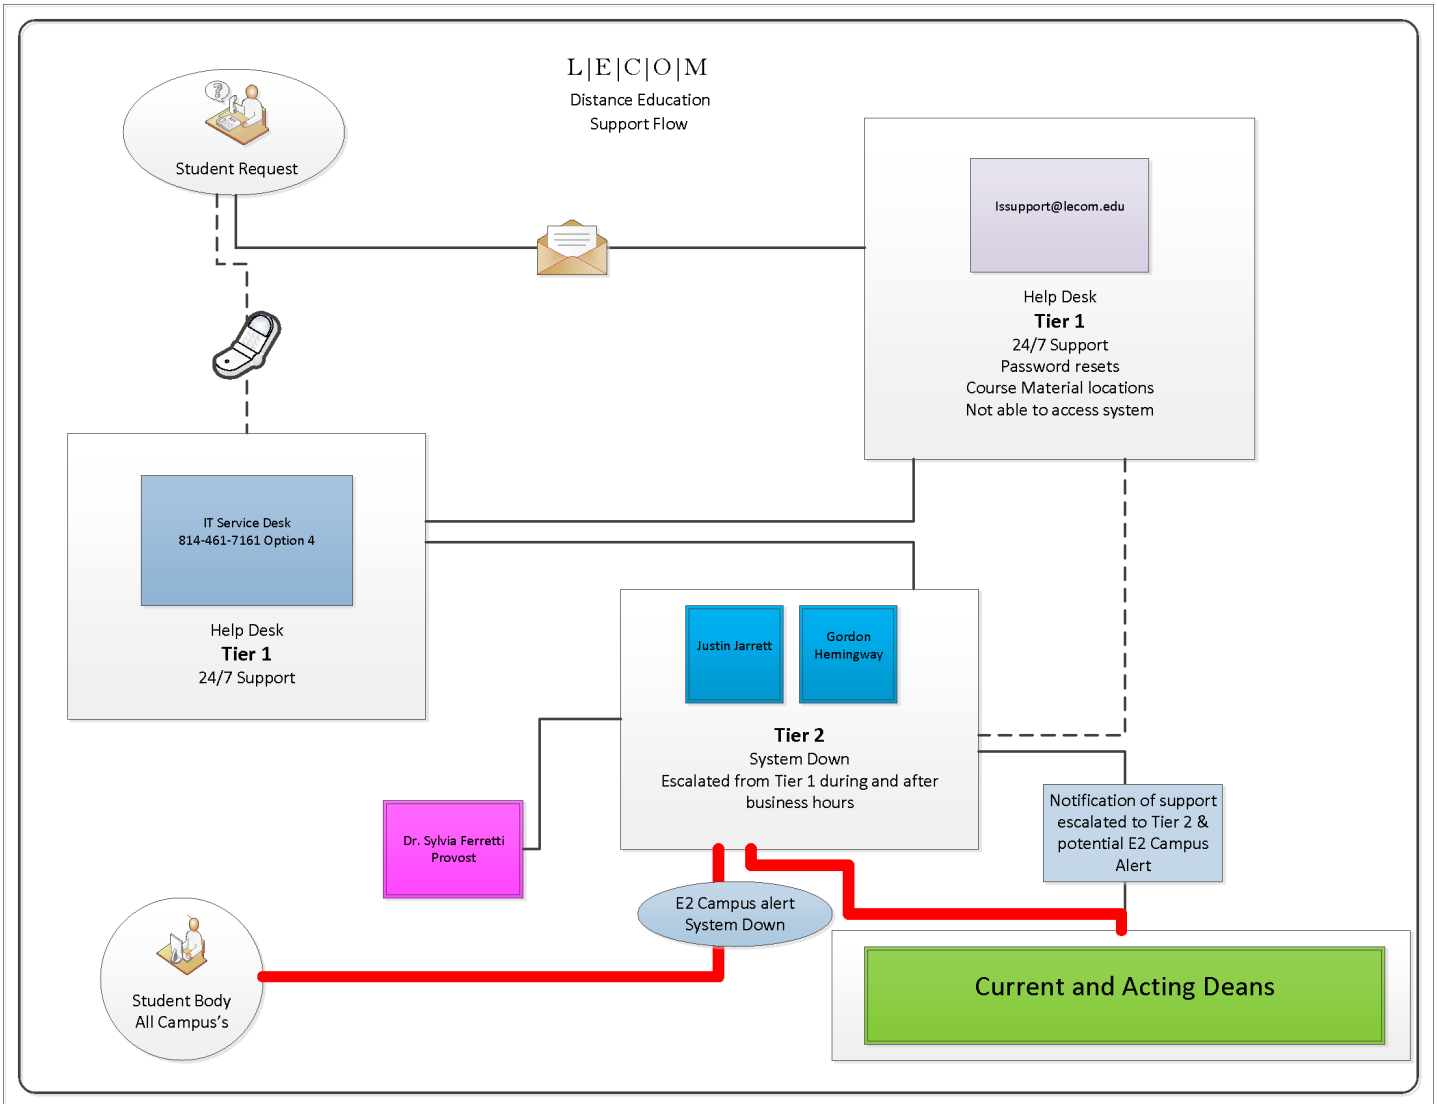 L|E|C|O|M
Distance Education
Support Flow
?
Student Request
lssupport@lecom.edu
Help Desk
Tier 1
24/7 Support
Password resets
Course Material locations
Not able to access system
IT Service Desk
814-461-7161 Option 4
Help Desk
Tier 1
24/7 Support
Justin Jarrett
Gordon
Hemingway
Tier 2
System Down
Escalated from Tier 1 during and after
business hours
Dr. Sylvia Ferretti
Provost
Notification of support
escalated to Tier 2 &
potential E2 Campus
Alert
E2 Campus alert
System Down
Student Body
All Campus's
Current and Acting Deans